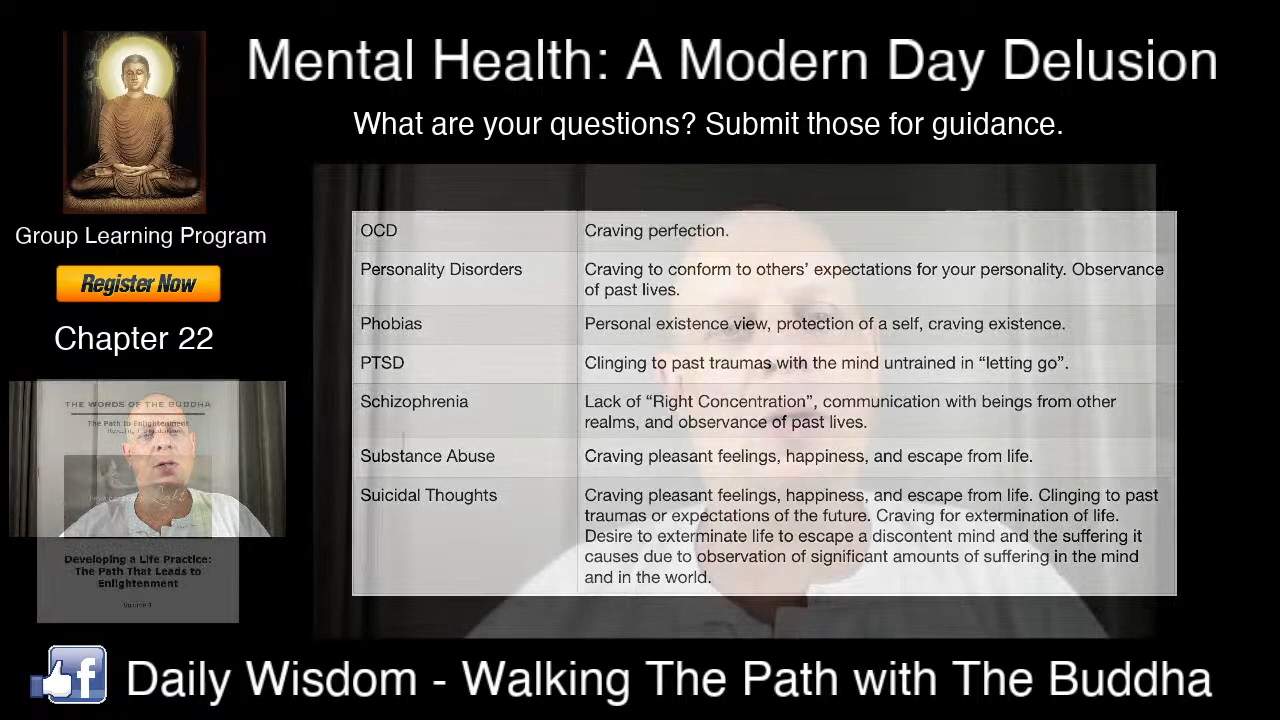 Mental Health: A Modern Day Delusion
What are your questions? Submit those for guidance.
Group Learning Program
Register Now
Chapter 22
OCD
Craving perfection.
Personality Disorders
Craving to conform to others’ expectations for your personality. Observance
of past lives.
Phobias
Personal existence view, protection of a self, craving existence.
PTSD
Clinging to past traumas with the mind untrained in “letting go”.
Schizophrenia
Lack of “Right Concentration”, communication with beings from other
realms, and observance of past lives.
Substance Abuse
Craving pleasant feelings, happiness, and escape from life.
Suicidal Thoughts
Craving pleasant feelings, happiness, and escape from life. Clinging to past
traumas or expectations of the future. Craving for extermination of life.
Desire to exterminate life to escape a discontent mind and the suffering it
causes due to observation of significant amounts of suffering in the mind
and in the world.
THE WORDS OF THE BUDDHA
The Path to Enlightenment
Developing a Life Practice:
The Path That Leads to
Enlightenment
f
Daily Wisdom - Walking The Path with The Buddha